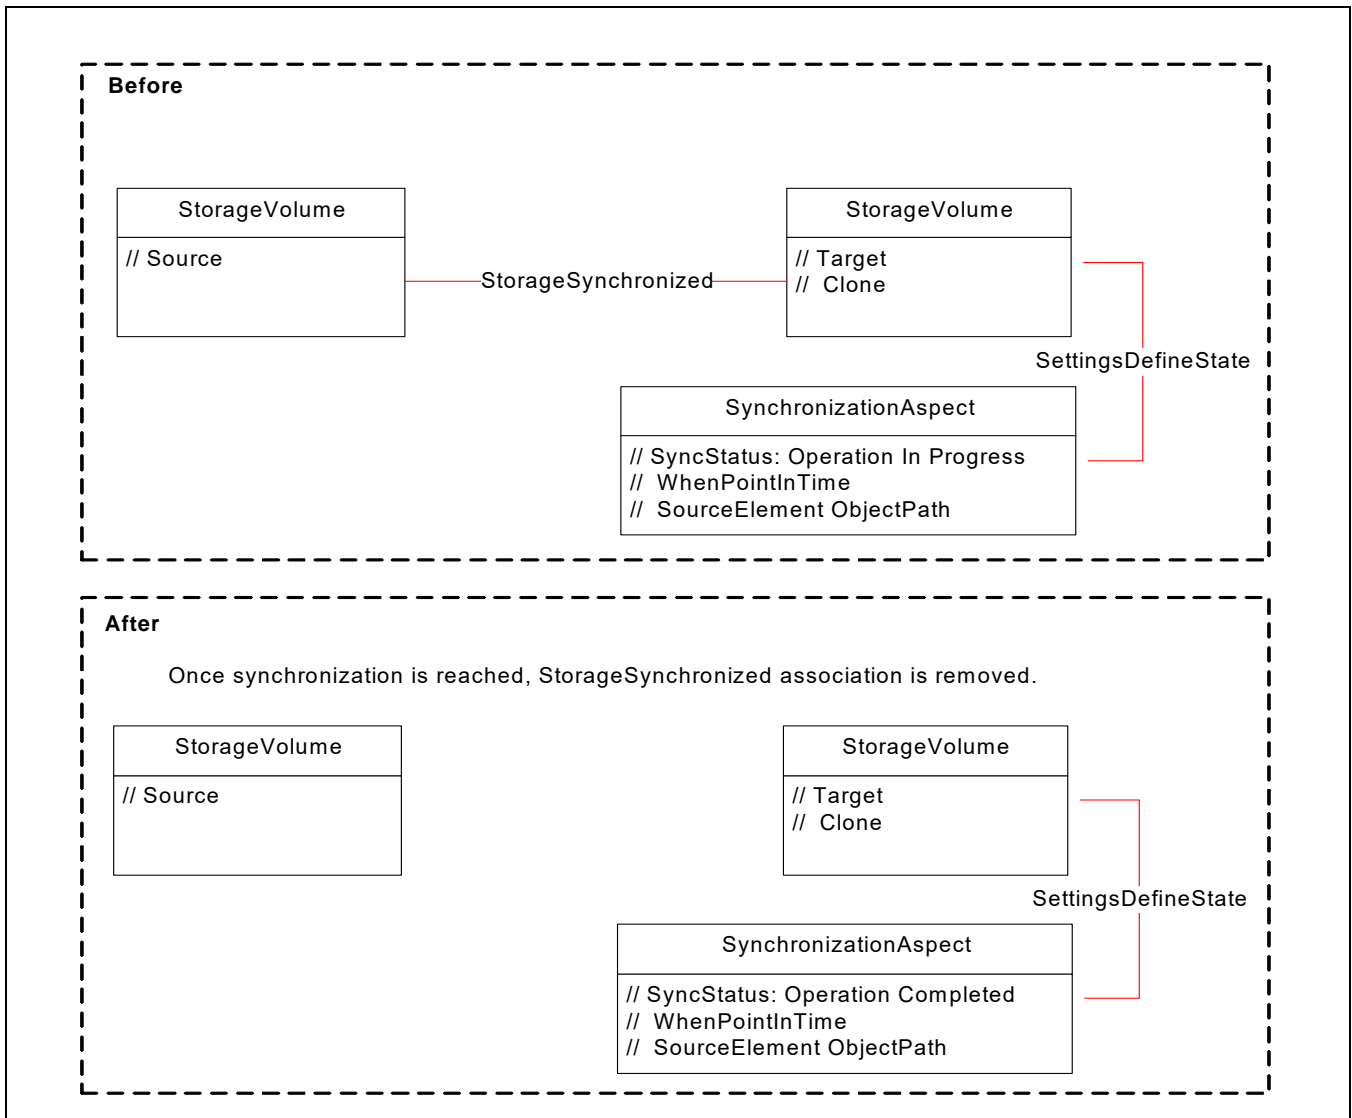 Before
StorageVolume
// Source
StorageSynchronized
StorageVolume
// Target
//  Clone
SettingsDefineState
SynchronizationAspect
// SyncStatus: Operation In Progress
//  WhenPointInTime
//  SourceElement ObjectPath
After
Once synchronization is reached, StorageSynchronized association is removed.
StorageVolume
// Source
StorageVolume
// Target
//  Clone
SettingsDefineState
SynchronizationAspect
// SyncStatus: Operation Completed
//  WhenPointInTime
//  SourceElement ObjectPath